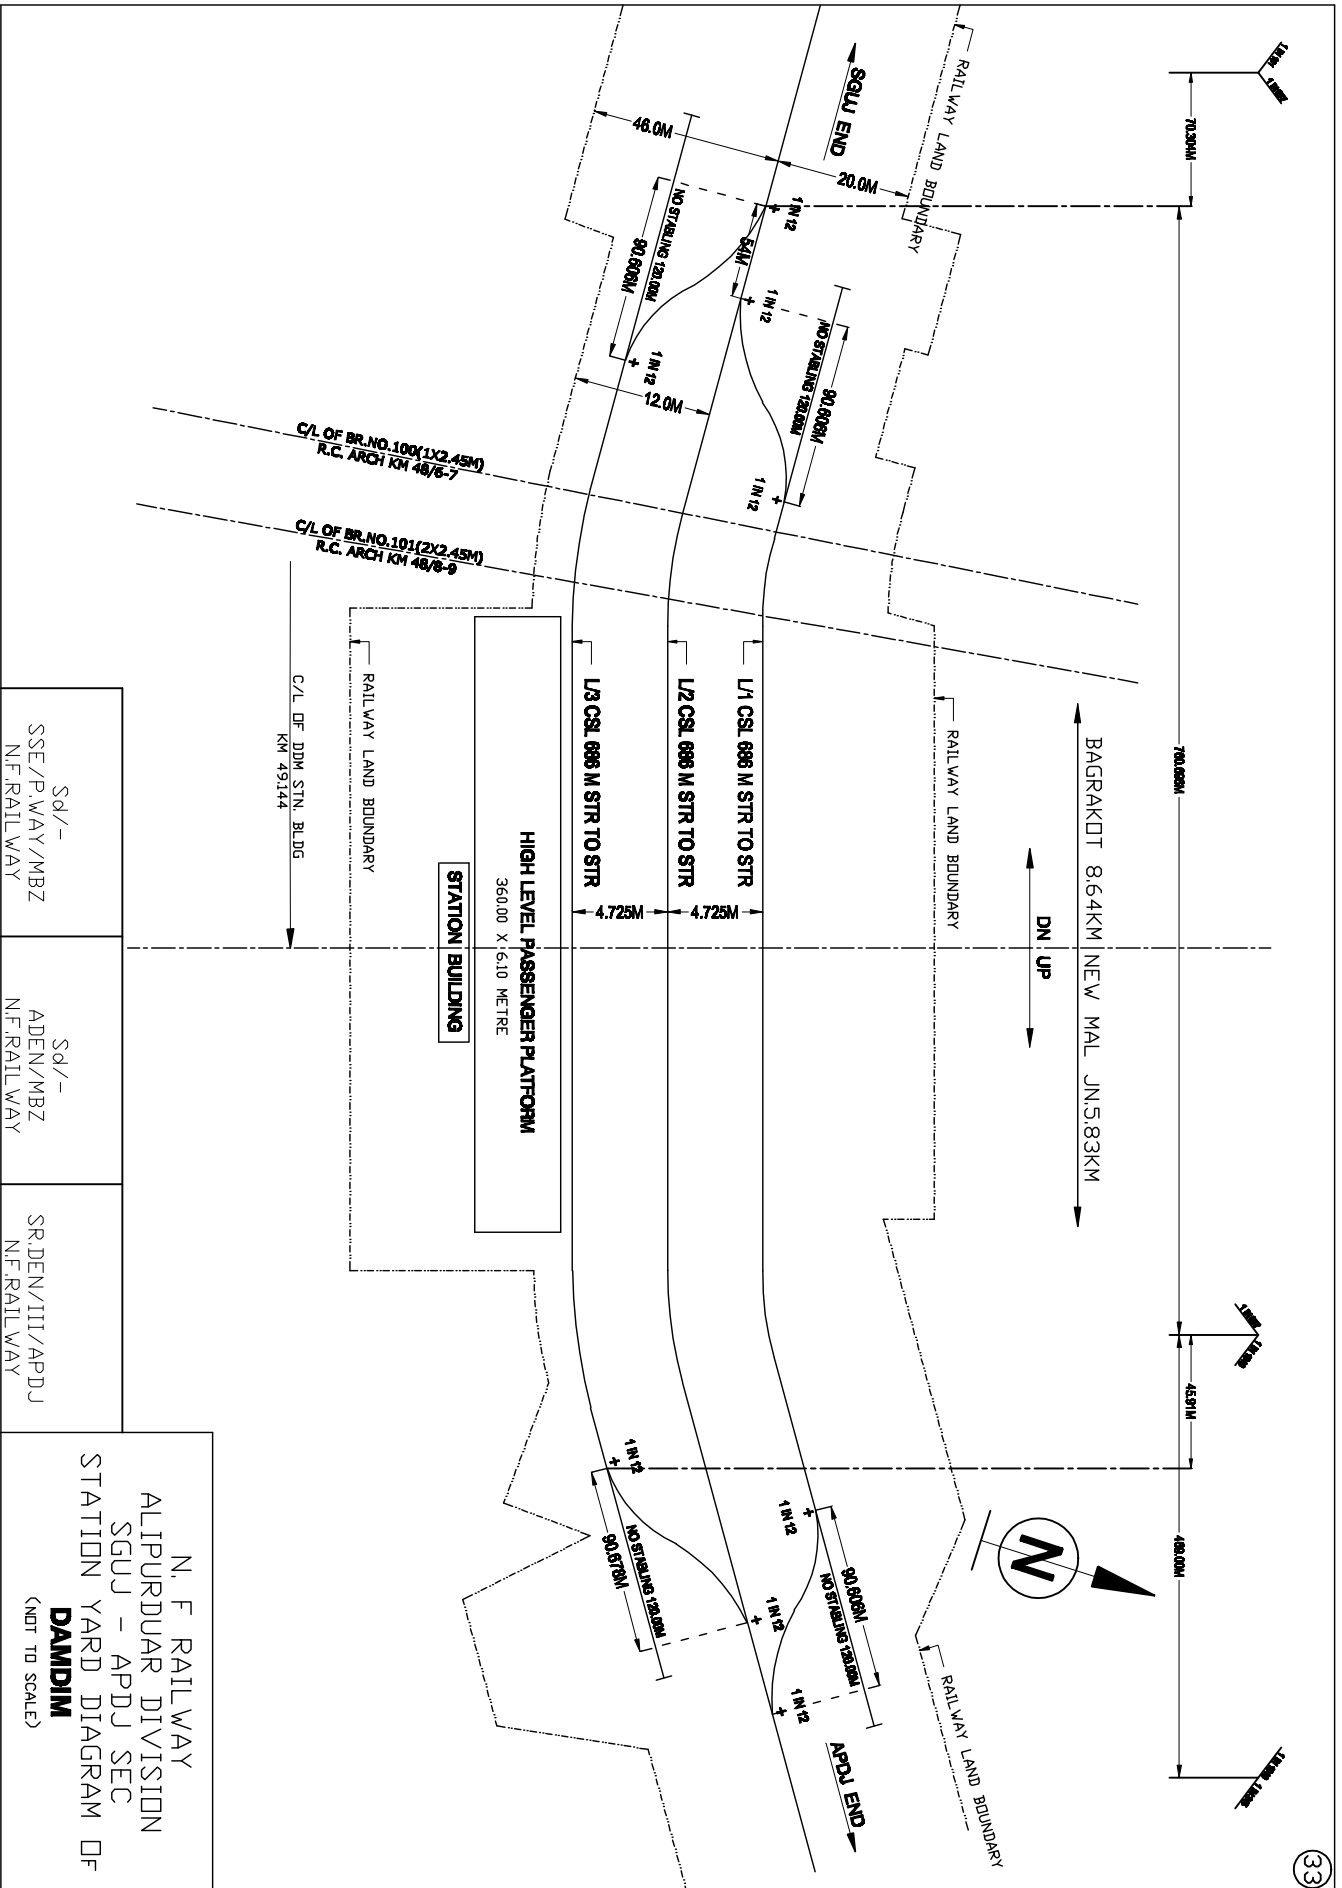 33
70.304M
760.696M
45.91M
469.00M
BAGRAKOT 8.64KM NEW MAL JN.5.83KM
DN UP
N
RAILWAY LAND BOUNDARY
RAILWAY LAND BOUNDARY
RAILWAY LAND BOUNDARY
SGUJ END
20.0M
46.0M
1 IN 12
54M
1 IN 12
NO STABLING 120.00M
90.606M
1 IN 12
NO STABLING 120.00M
90.606M
1 IN 12
12.0M
C/L OF BR.NO.100(1X2.45M)
R.C. ARCH KM 48/6-7
C/L OF BR.NO.101(2X2.45M)
R.C. ARCH KM 48/8-9
L/1 CSL 686 M STR TO STR
L/2 CSL 686 M STR TO STR
L/3 CSL 686 M STR TO STR
4.725M
4.725M
HIGH LEVEL PASSENGER PLATFORM
360.00 X 6.10 METRE
STATION BUILDING
RAILWAY LAND BOUNDARY
C/L OF DDM STN. BLDG
KM 49.144
1 IN 12
90.606M
NO STABLING 120.00M
1 IN 12
1 IN 12
NO STABLING 120.00M
90.678M
1 IN 12
APDJ END
Sd/-
SSE/P.WAY/MBZ
N.F.RAILWAY
Sd/-
ADEN/MBZ
N.F.RAILWAY
SR.DEN/III/APDJ
N.F.RAILWAY
N. F RAILWAY
ALIPURDUAR DIVISION
SGUJ - APDJ SEC
STATION YARD DIAGRAM OF
DAMDIM
(NOT TO SCALE)